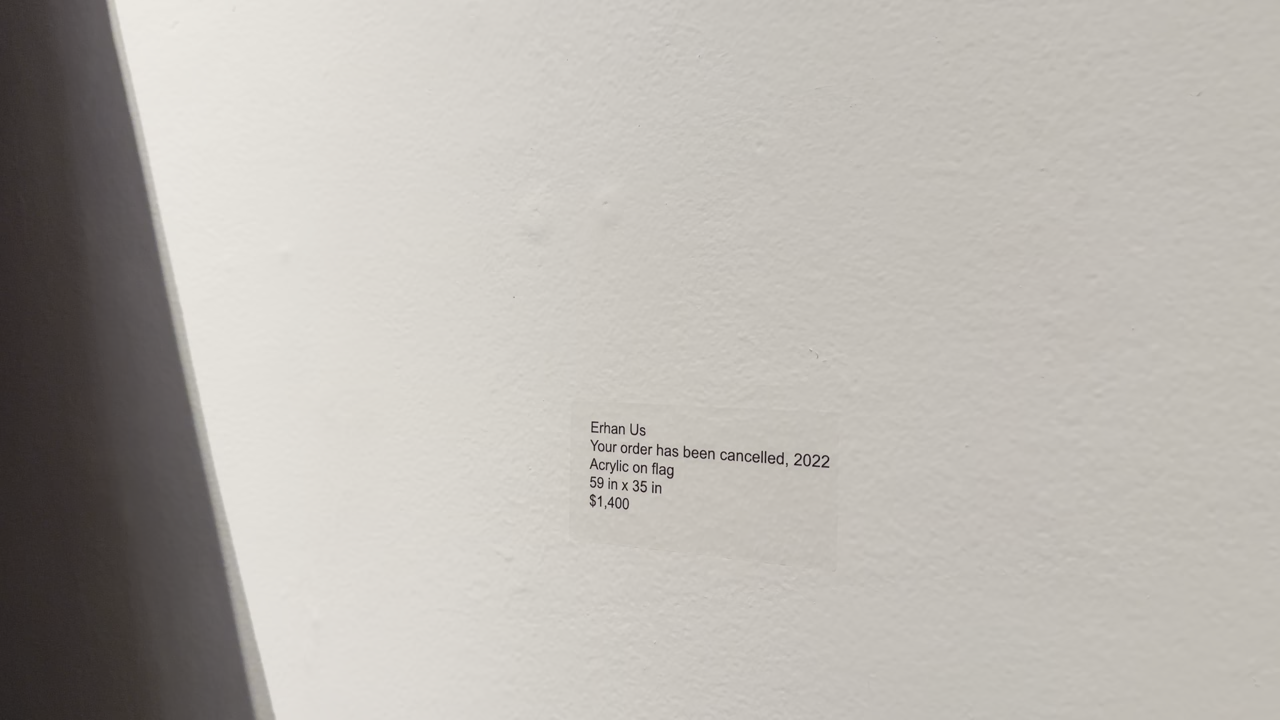 Erhan Us
Your order has been cancelled, 2022
Acrylic on flag
59 in x 35 in
$1,400